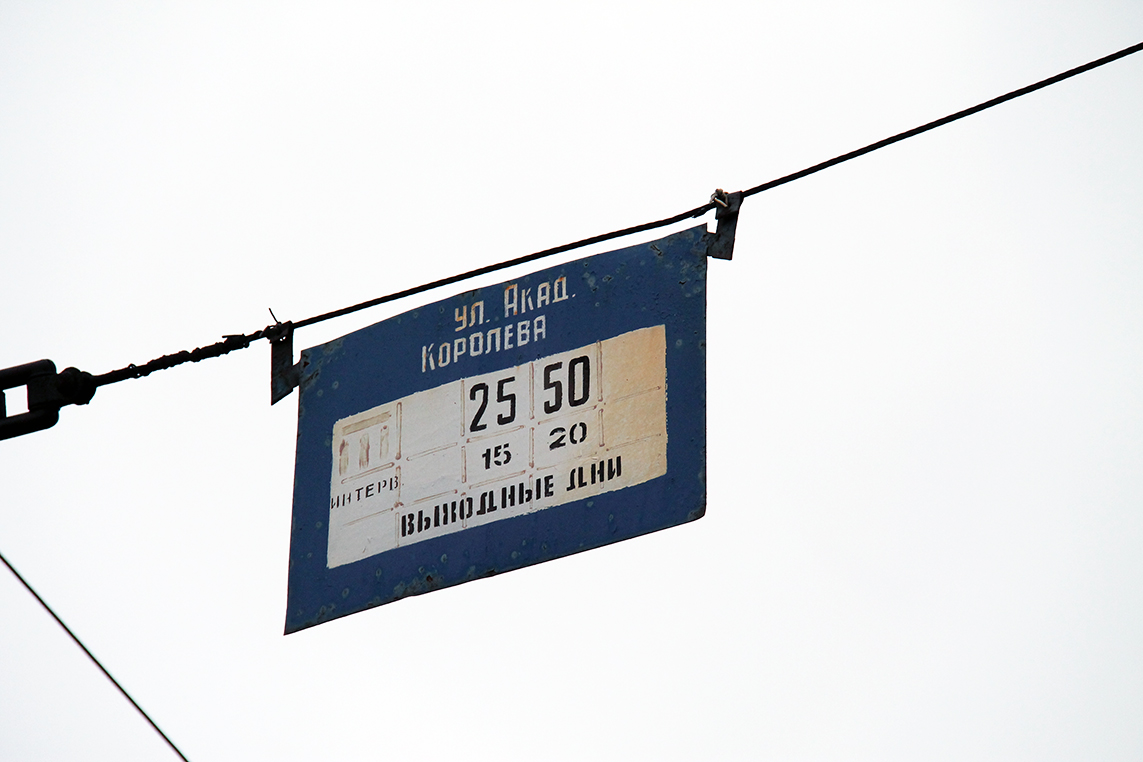 ул. Акад.
Королева
25 50
15 20
ИНТЕРВ
ВЫХОДНЫЕ ДНИ